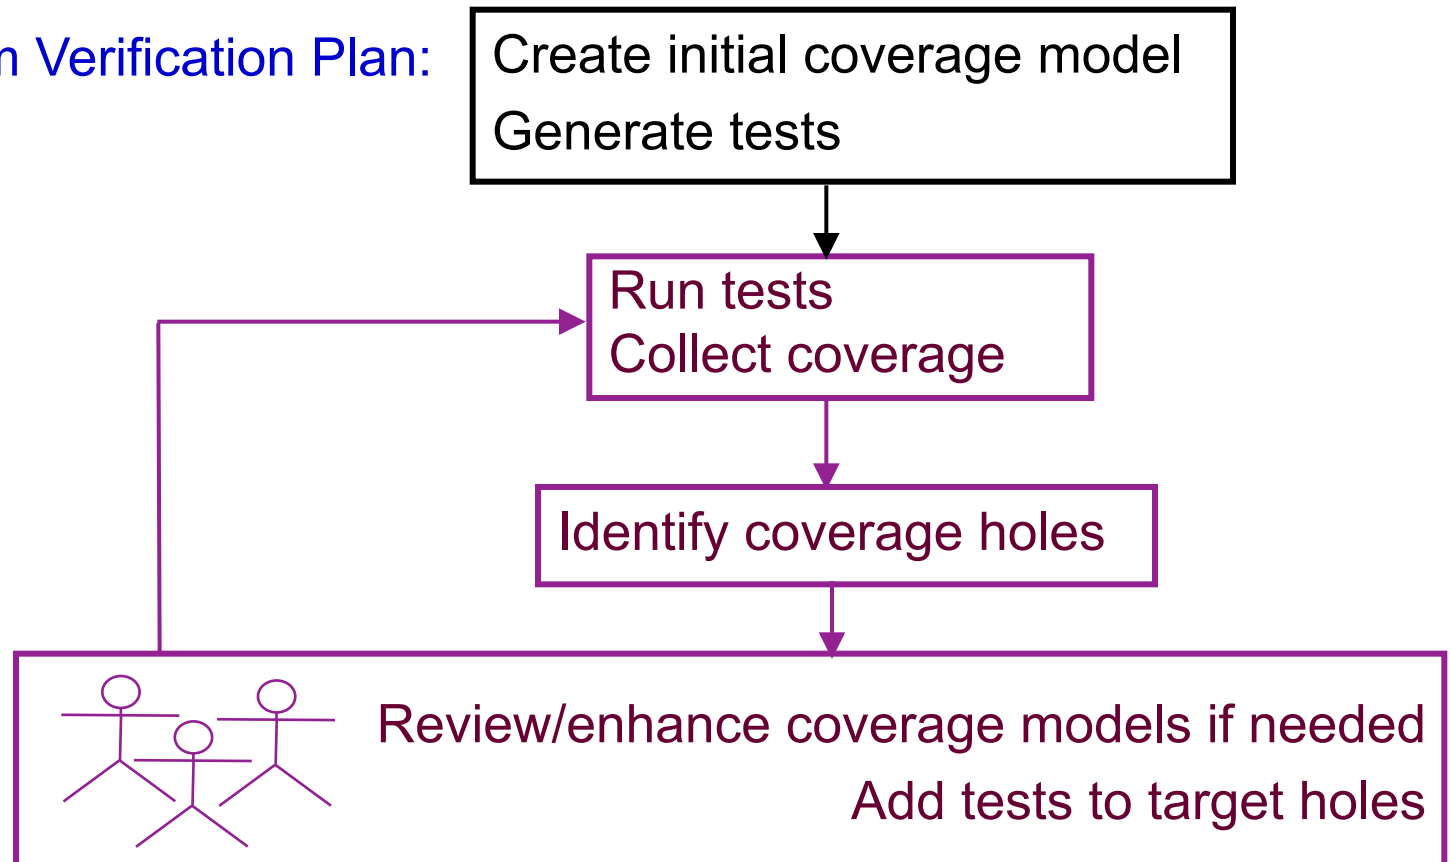 Verification Plan:
Create initial coverage model
Generate tests
Run tests
Collect coverage
Identify coverage holes
Review/enhance coverage models if needed
Add tests to target holes